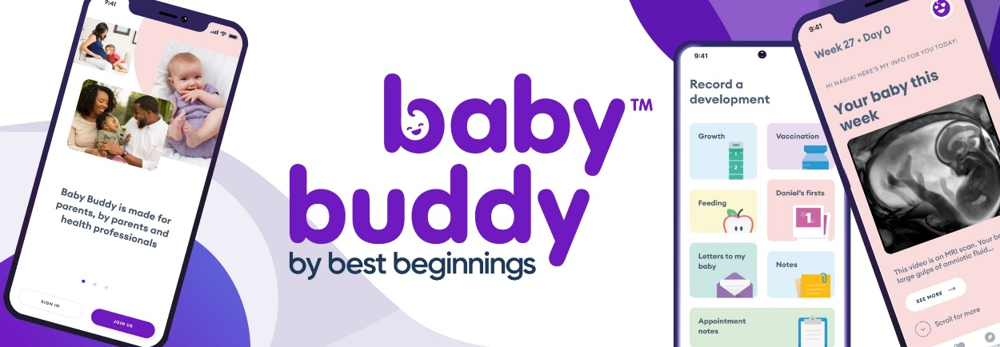 9:41
Baby Buddy is made for
parents, by parents and
health professionals
SIGN IN
JOIN US
baby™
buddy
by best beginnings
9:41
Record a
development
Growth
1
2
Vaccination
Feeding
Daniel's firsts
1
Letters to my
baby
Notes
Appointment
notes
9:41
Week 27 • Day 0
HI NADIA! HERE'S MY INFO FOR YOU TODAY:
Your baby this
week
This video is an MRI scan. Your
large gulps of amniotic fluid...
SEE MORE →
Scroll for more